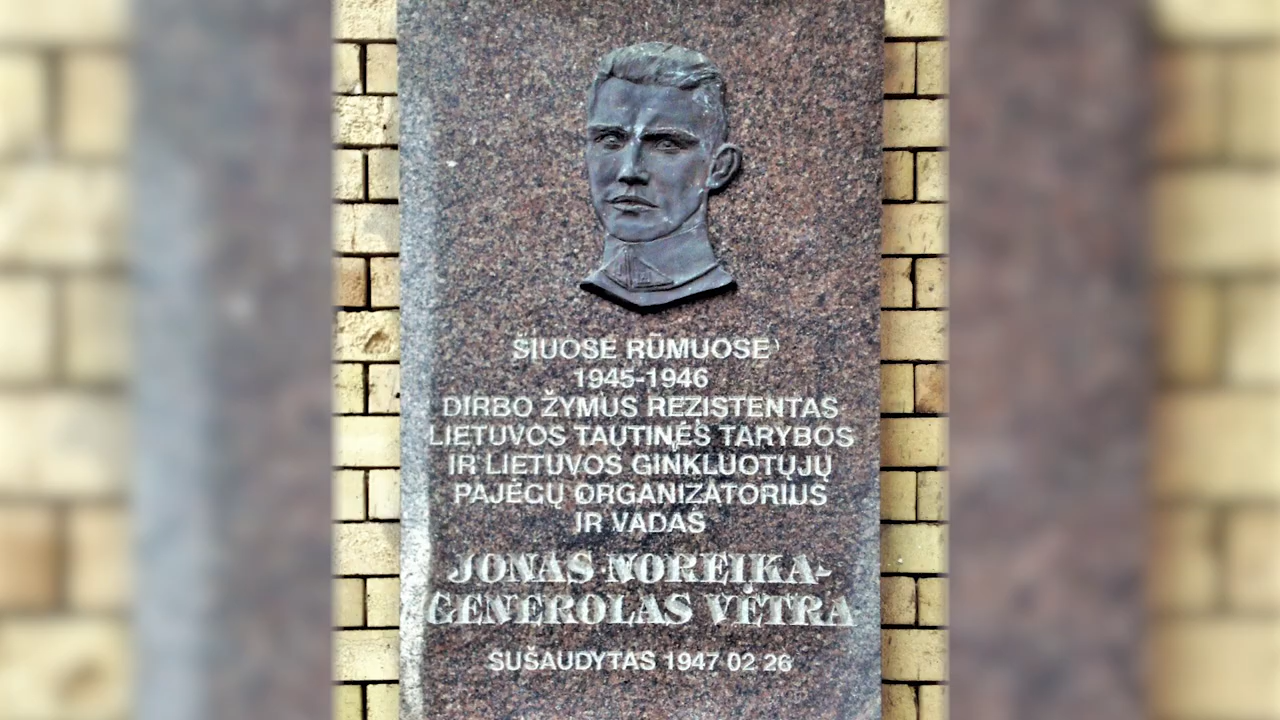 ŠIUOSE RŪMUOSE
1945-1946
DIRBO ŽYMUS REZISTENTAS
LIETUVOS TAUTINĖS TARYBOS
IR LIETUVOS GINKLUOTŲJŲ
PAJĖGŲ ORGANIZATORIUS
IR VADAS
JONAS NOREIKA-
GENEROLAS VĖTRA
SUŠAUDYTAS 1947 02 26